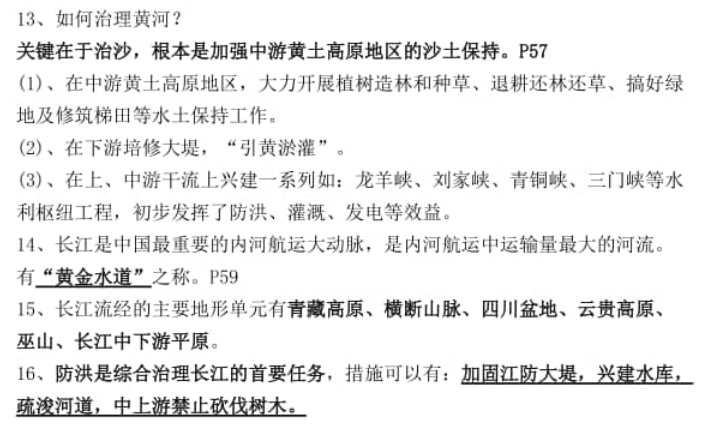 13、如何治理黄河？
关键在于治沙，根本是加强中游黄土高原地区的沙土保持。P57
(1)、在中游黄土高原地区，大力开展植树造林和种草、退耕还林还草、搞好绿
地及修筑梯田等水土保持工作。
(2)、在下游培修大堤，“引黄淤灌”。
(3)、在上、中游干流上兴建一系列如：龙羊峡、刘家峡、青铜峡、三门峡等水
利枢纽工程，初步发挥了防洪、灌溉、发电等效益。
14、长江是中国最重要的内河航运大动脉，是内河航运中运输量最大的河流。
有“黄金水道”之称。P59
15、长江流经的主要地形单元有青藏高原、横断山脉、四川盆地、云贵高原、
巫山、长江中下游平原。
16、防洪是综合治理长江的首要任务，措施可以有：加固江防大堤，兴建水库，
疏浚河道，中上游禁止砍伐树木。